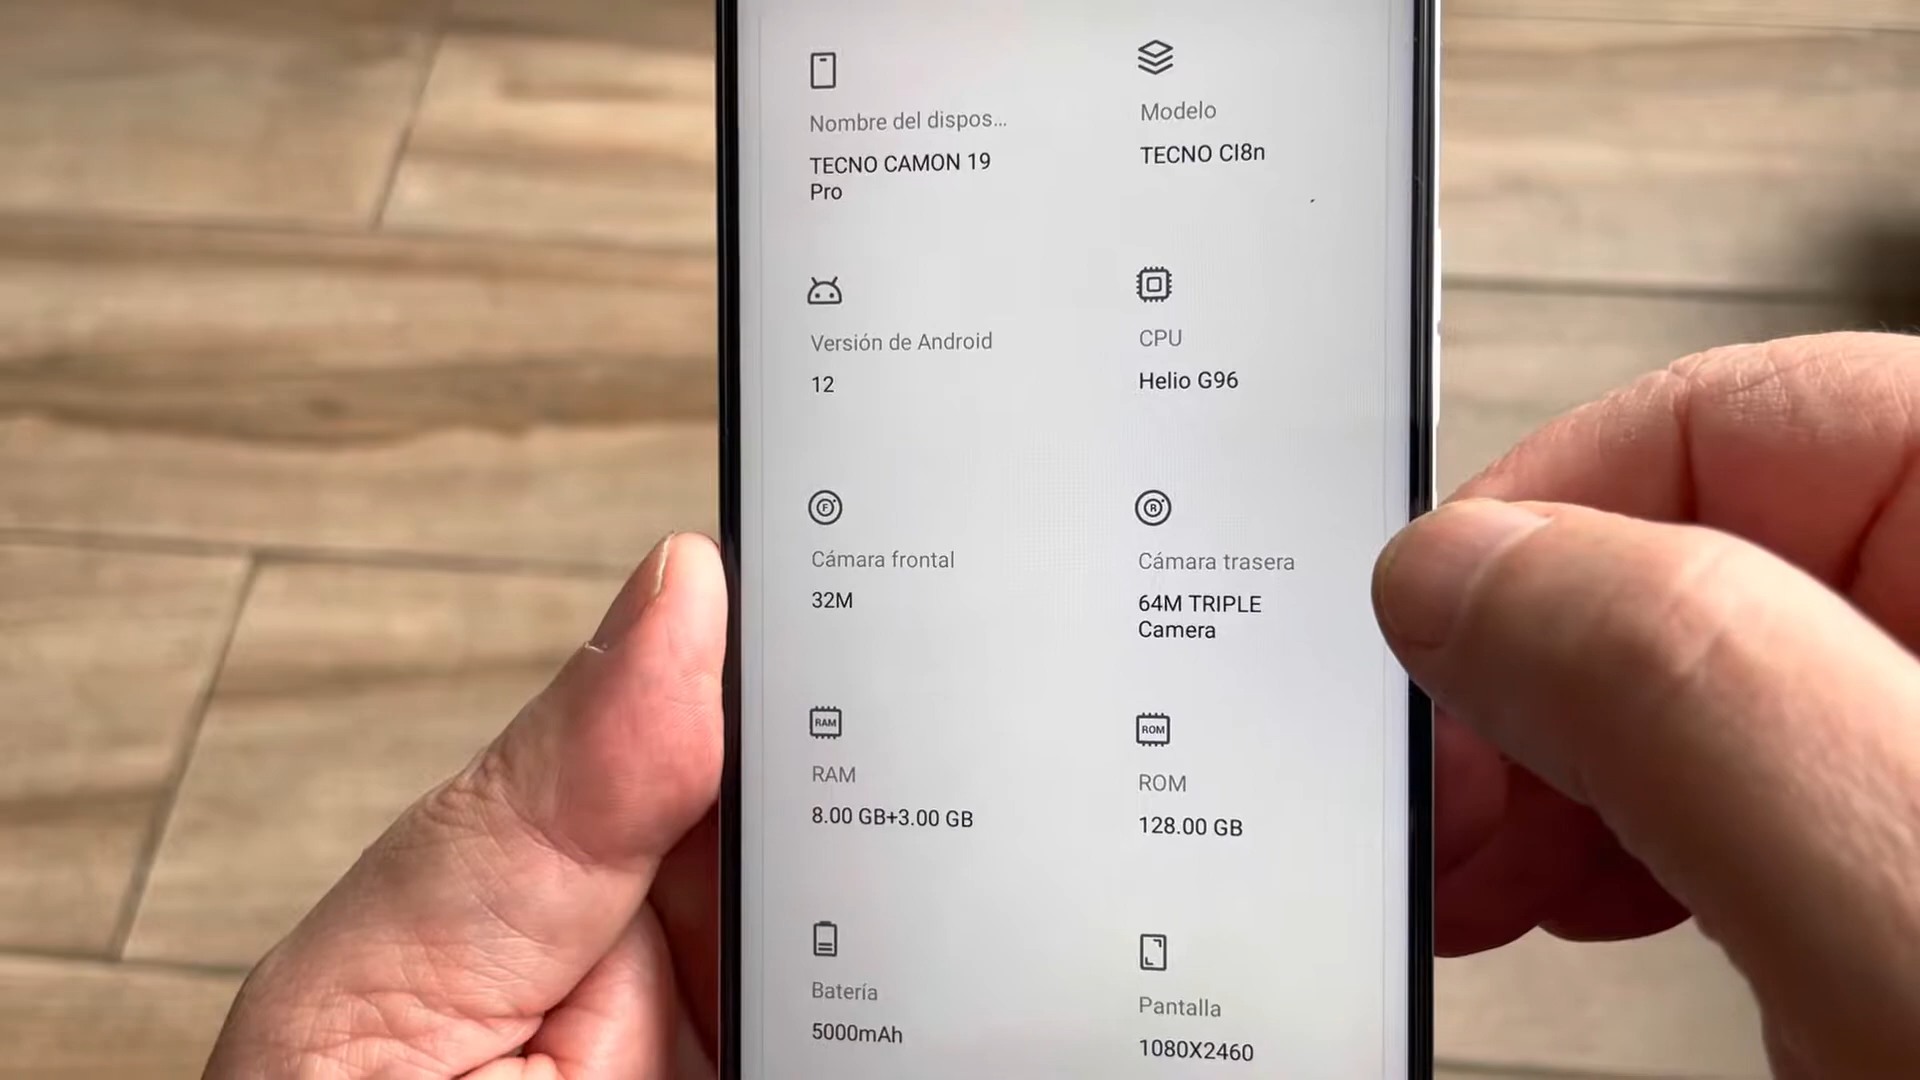 Nombre del dispos...
TECNO CAMON 19
Pro
Modelo
TECNO CI8n
Versión de Android
12
CPU
Helio G96
F
Cámara frontal
32M
R
Cámara trasera
64M TRIPLE
Camera
RAM
RAM
8.00 GB+3.00 GB
ROM
ROM
128.00 GB
Batería
5000mAh
Pantalla
1080X2460